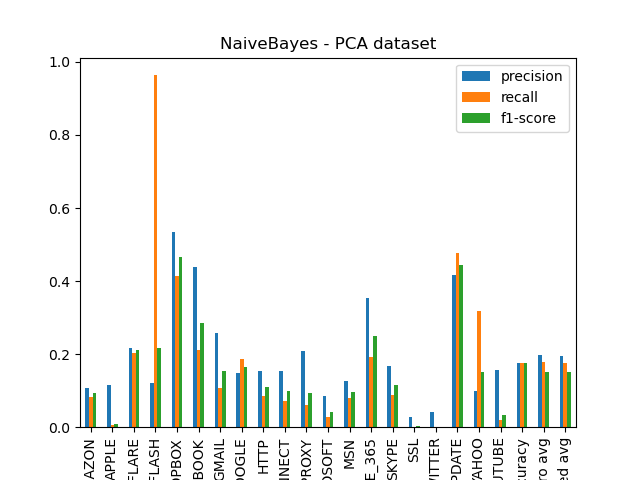 NaiveBayes - PCA dataset
precision
recall
f1-score
1.0
0.8
0.6
0.4
0.2
0.0
AZON
APPLE
FLARE
FLASH
OPBOX
BOOK
GMAIL
OOGLE
HTTP
NNECT
PROXY
OSOFT
MSN
E_365
SKYPE
SSL
ITTER
PDATE
YAHOO
UTUBE
curacy
ro avg
ed avg